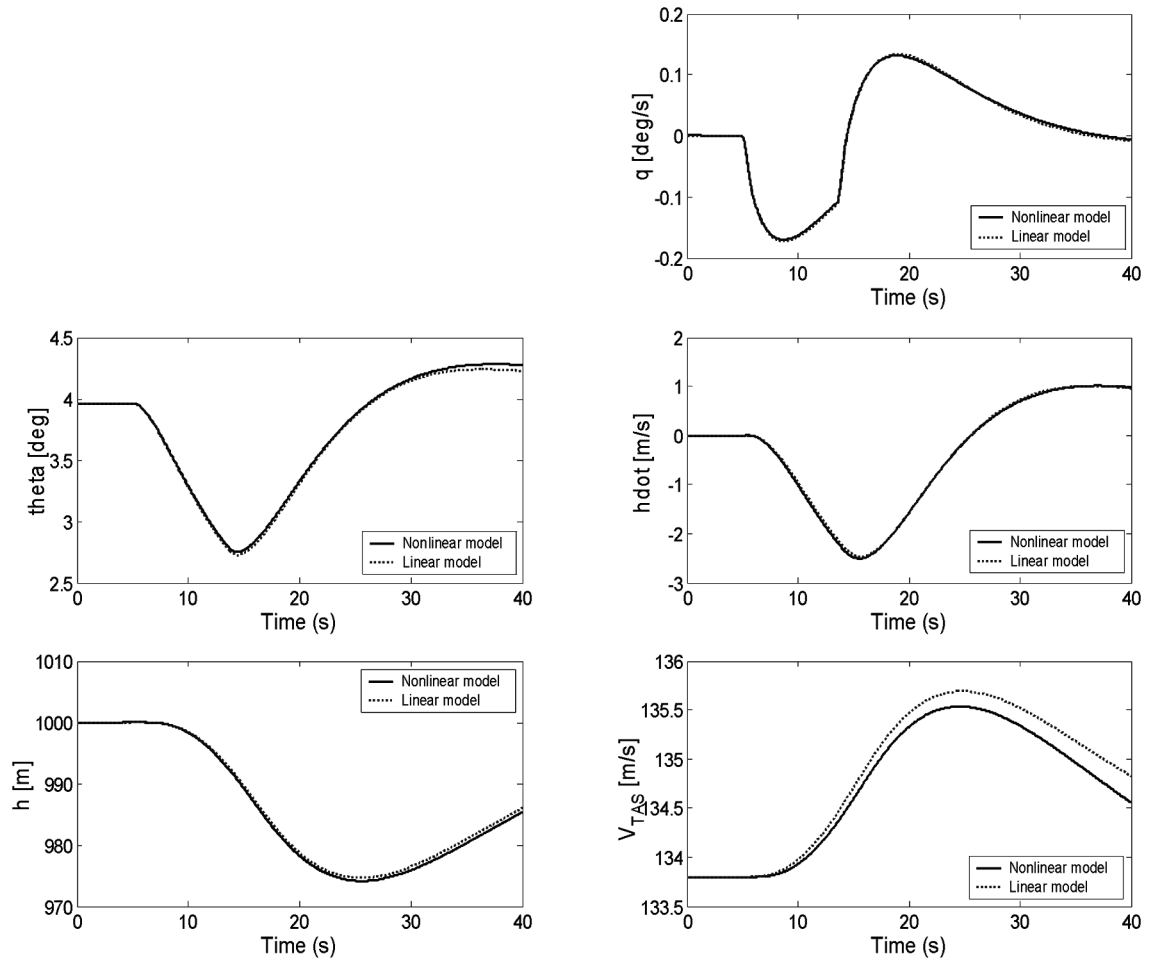 0.2
0.1
0
-0.1
-0.2
q [deg/s]
Nonlinear model
Linear model
0 10 20 30 40
Time (s)
4.5
4
3.5
3
2.5
theta [deg]
Nonlinear model
Linear model
0 10 20 30 40
Time (s)
2
1
0
-1
-2
-3
hdot [m/s]
Nonlinear model
Linear model
0 10 20 30 40
Time (s)
1010
1000
990
980
970
h [m]
Nonlinear model
Linear model
0 10 20 30 40
Time (s)
136
135.5
135
134.5
134
133.5
V_TAS [m/s]
Nonlinear model
Linear model
0 10 20 30 40
Time (s)